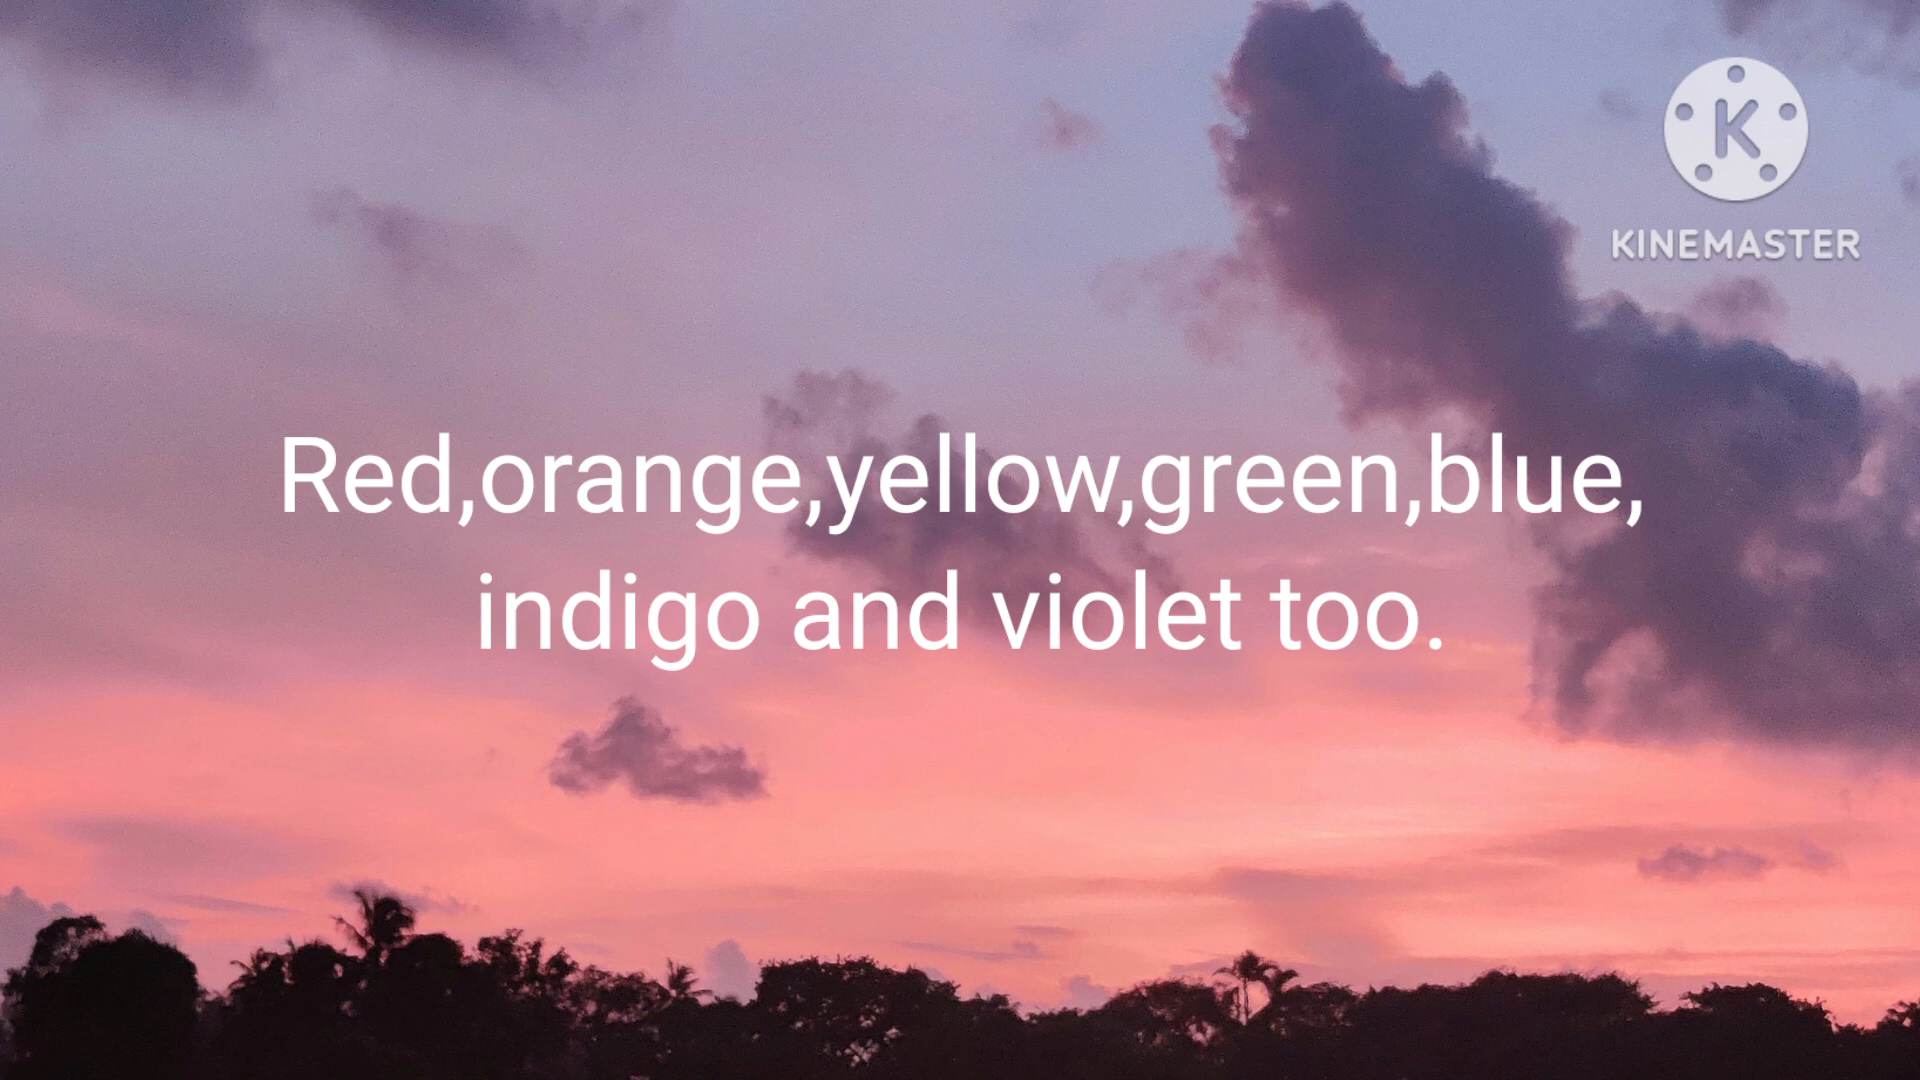 K
KINEMASTER
Red,orange,yellow,green,blue,
indigo and violet too.